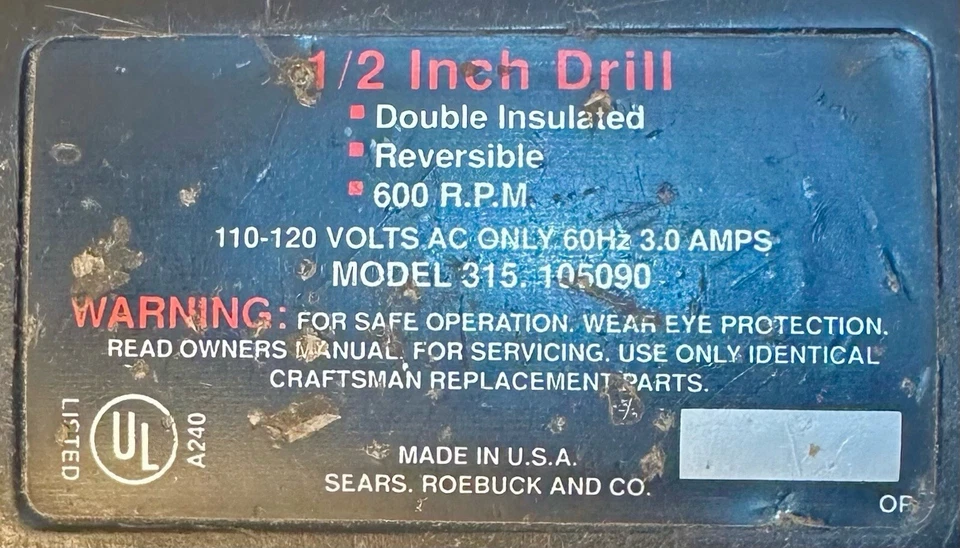 1/2 Inch Drill
Double Insulated
Reversible
600 R.P.M.
110-120 VOLTS AC ONLY 60Hz 3.0 AMPS
MODEL 315. 105090
WARNING: FOR SAFE OPERATION. WEAR EYE PROTECTION.
READ OWNERS MANUAL. FOR SERVICING. USE ONLY IDENTICAL
CRAFTSMAN REPLACEMENT PARTS.
LISTED
UL
A240
MADE IN U.S.A.
SEARS. ROEBUCK AND CO.